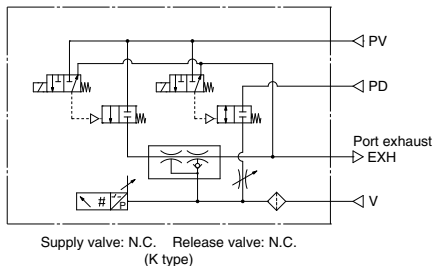 PV
PD
Port exhaust
EXH
# P
V
Supply valve: N.C. Release valve: N.C.
(K type)